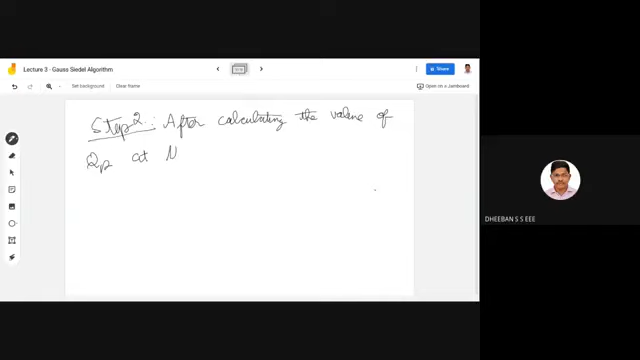 Lecture 3 - Gauss Siedel Algorithm
Share
Set background
Clear frame
Open on a Jamboard
Step 2: After calculating the value of
Qp at N
DHEEBAN S S EEE